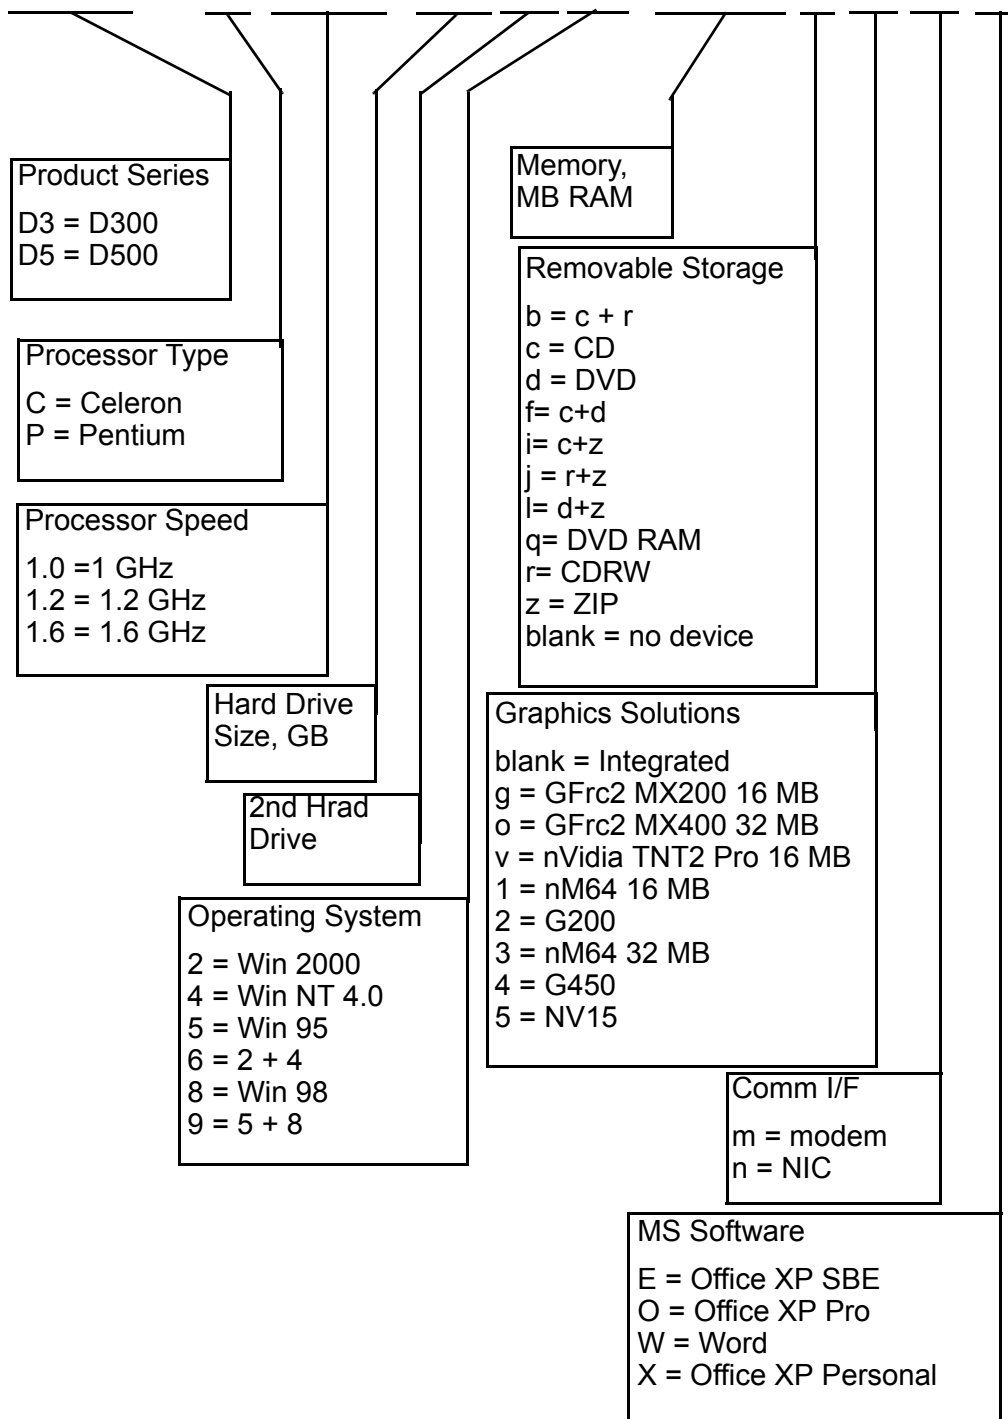 Product Series
D3 = D300
D5 = D500
Processor Type
C = Celeron
P = Pentium
Processor Speed
1.0 =1 GHz
1.2 = 1.2 GHz
1.6 = 1.6 GHz
Hard Drive
Size, GB
2nd Hrad
Drive
Operating System
2 = Win 2000
4 = Win NT 4.0
5 = Win 95
6 = 2 + 4
8 = Win 98
9 = 5 + 8
Memory,
MB RAM
Removable Storage
b = c + r
c = CD
d = DVD
f= c+d
i= c+z
j = r+z
l= d+z
q= DVD RAM
r= CDRW
z = ZIP
blank = no device
Graphics Solutions
blank = Integrated
g = GFrc2 MX200 16 MB
o = GFrc2 MX400 32 MB
v = nVidia TNT2 Pro 16 MB
1 = nM64 16 MB
2 = G200
3 = nM64 32 MB
4 = G450
5 = NV15
Comm I/F
m = modem
n = NIC
MS Software
E = Office XP SBE
O = Office XP Pro
W = Word
X = Office XP Personal